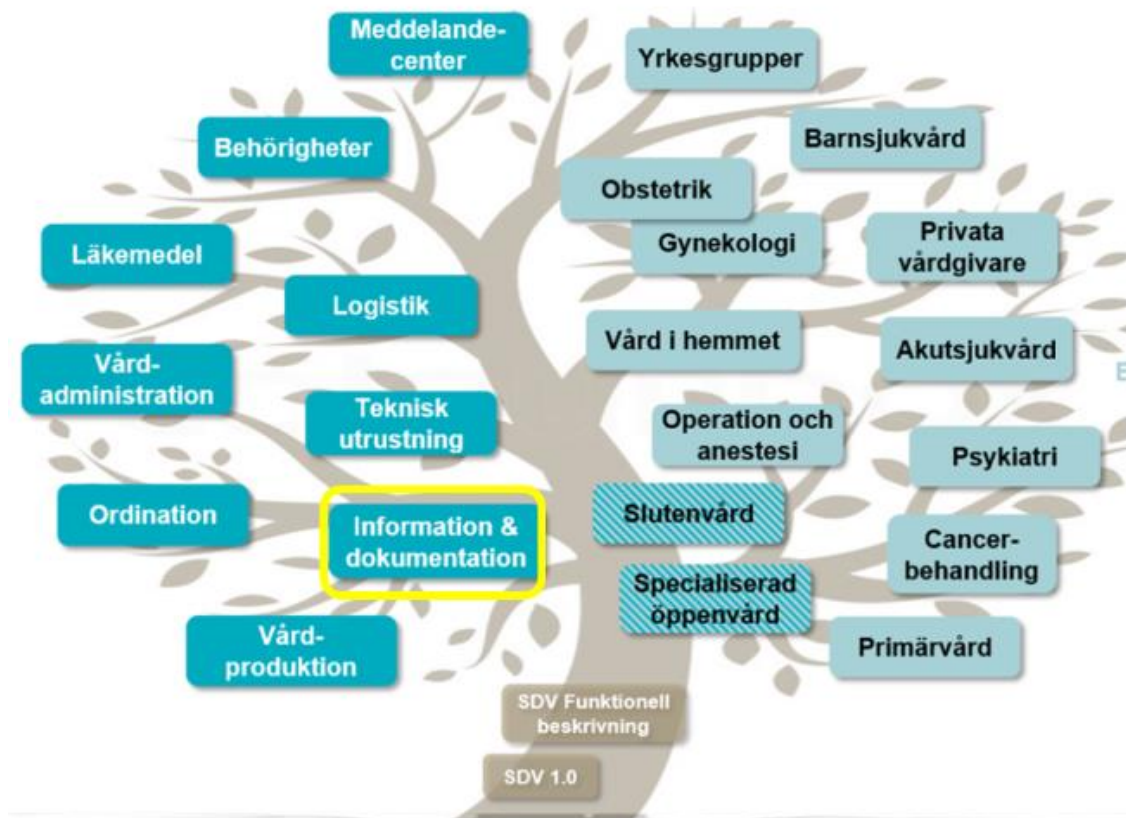 Meddelande-
center
Yrkesgrupper
Behörigheter
Barnsjukvård
Obstetrik
Läkemedel
Gynekologi
Privata
vårdgivare
Logistik
Vård i hemmet
Akutsjukvård
Vård-
administration
Teknisk
utrustning
Operation och
anestesi
Psykiatri
Ordination
Information &
dokumentation
Slutenvård
Cancer-
behandling
Specialiserad
öppenvård
Vård-
produktion
Primärvård
SDV Funktionell
beskrivning
SDV 1.0